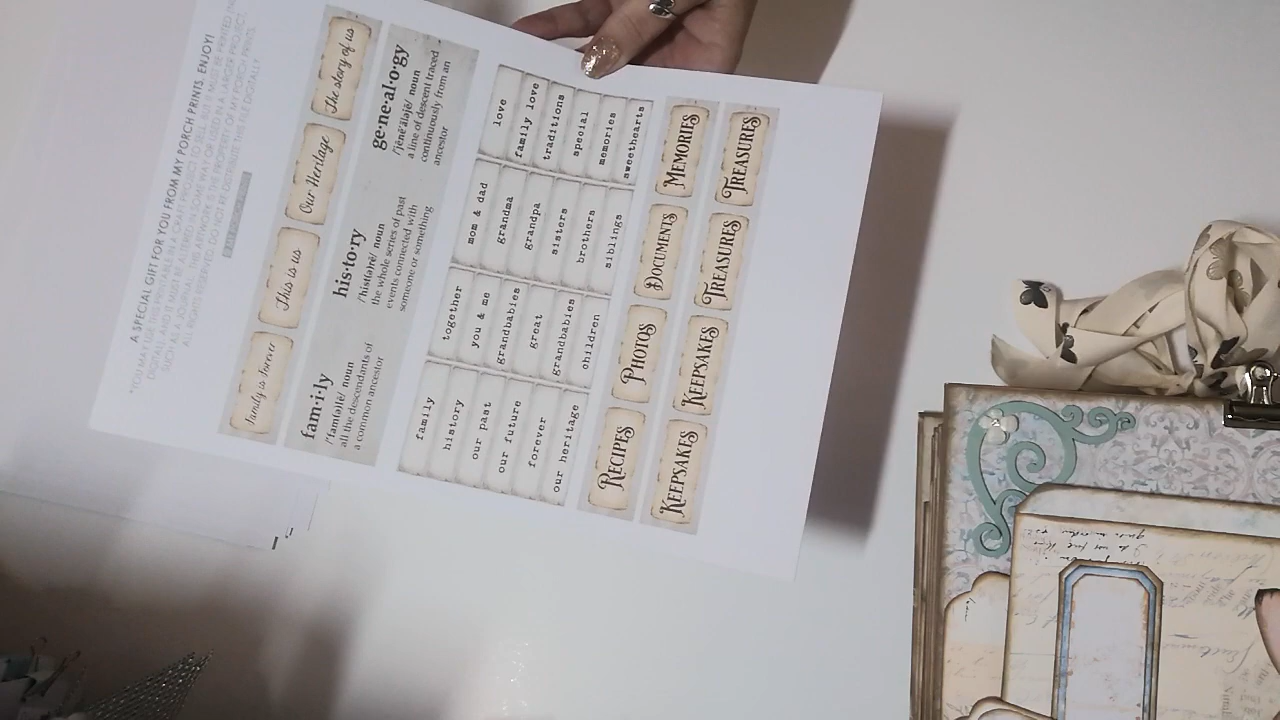 A SPECIAL GIFT FOR YOU FROM MY PORCH PRINTS. ENJOY!
Family is Forever
This is us
Our Heritage
The story of us
fam·i·ly
/ˈfam(ə)lē/ noun
all the descendants of
a common ancestor
his·to·ry
/ˈhist(ə)rē/ noun
the whole series of past
events connected with
someone or something
ge·ne·al·o·gy
/ˌjēnēˈäləjē/ noun
a line of descent traced
continuously from an
ancestor
family
history
our past
our future
forever
our heritage
together
you & me
grandbabies
great
grandbabies
children
mom & dad
grandma
grandpa
sisters
brothers
siblings
love
family love
traditions
special
memories
sweethearts
RECIPES
PHOTOS
DOCUMENTS
MEMORIES
KEEPSAKES
KEEPSAKES
TREASURES
TREASURES